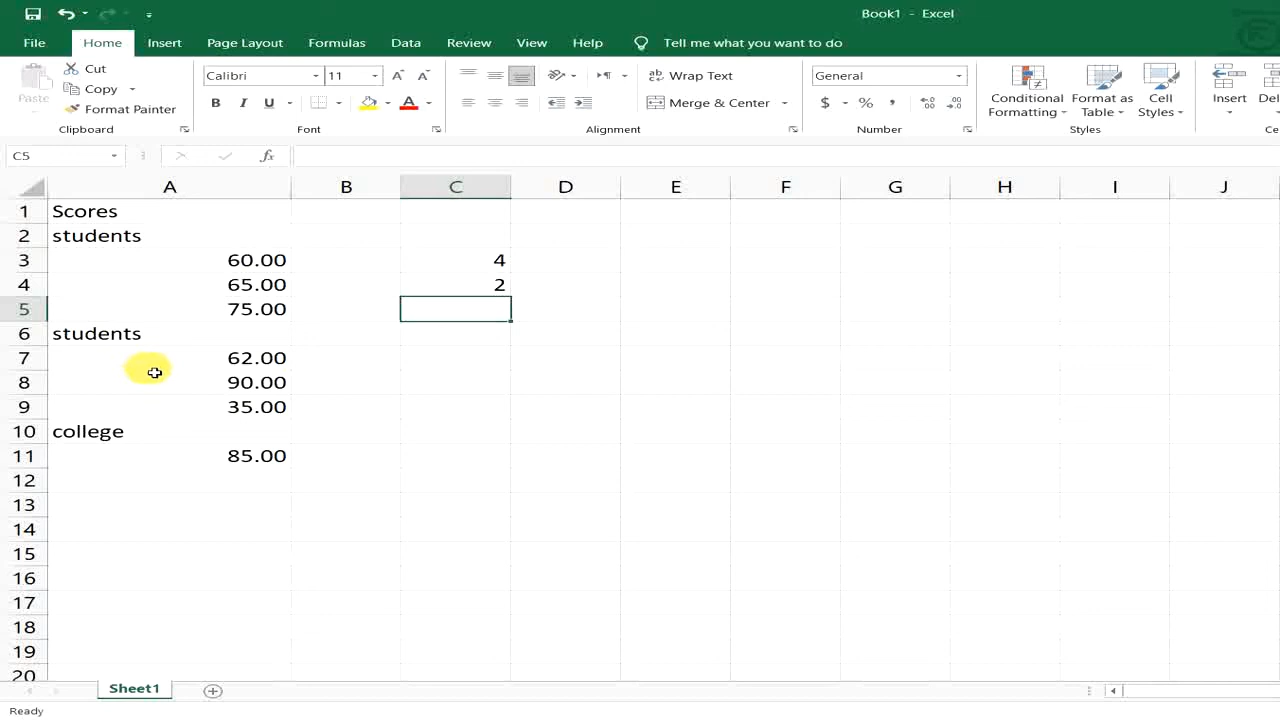 Book1 - Excel
File Home Insert Page Layout Formulas Data Review View Help Tell me what you want to do
Paste
Cut
Copy
Format Painter
Clipboard
Calibri 11 A A
B I U A
Font
Wrap Text
Merge & Center
Alignment
General
$ %
Number
Conditional Formatting
Format as Table
Cell Styles
Styles
Insert
C5 fx
A B C D E F G H I J
1 Scores
2 students
3 60.00 4
4 65.00 2
5 75.00
6 students
7 62.00
8 90.00
9 35.00
10 college
11 85.00
12
13
14
15
16
17
18
19
20
Sheet1
Ready